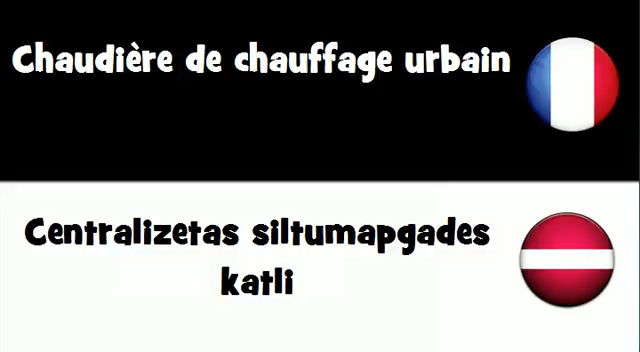 Chaudière de chauffage urbain
Centralizetas siltumapgades
katli